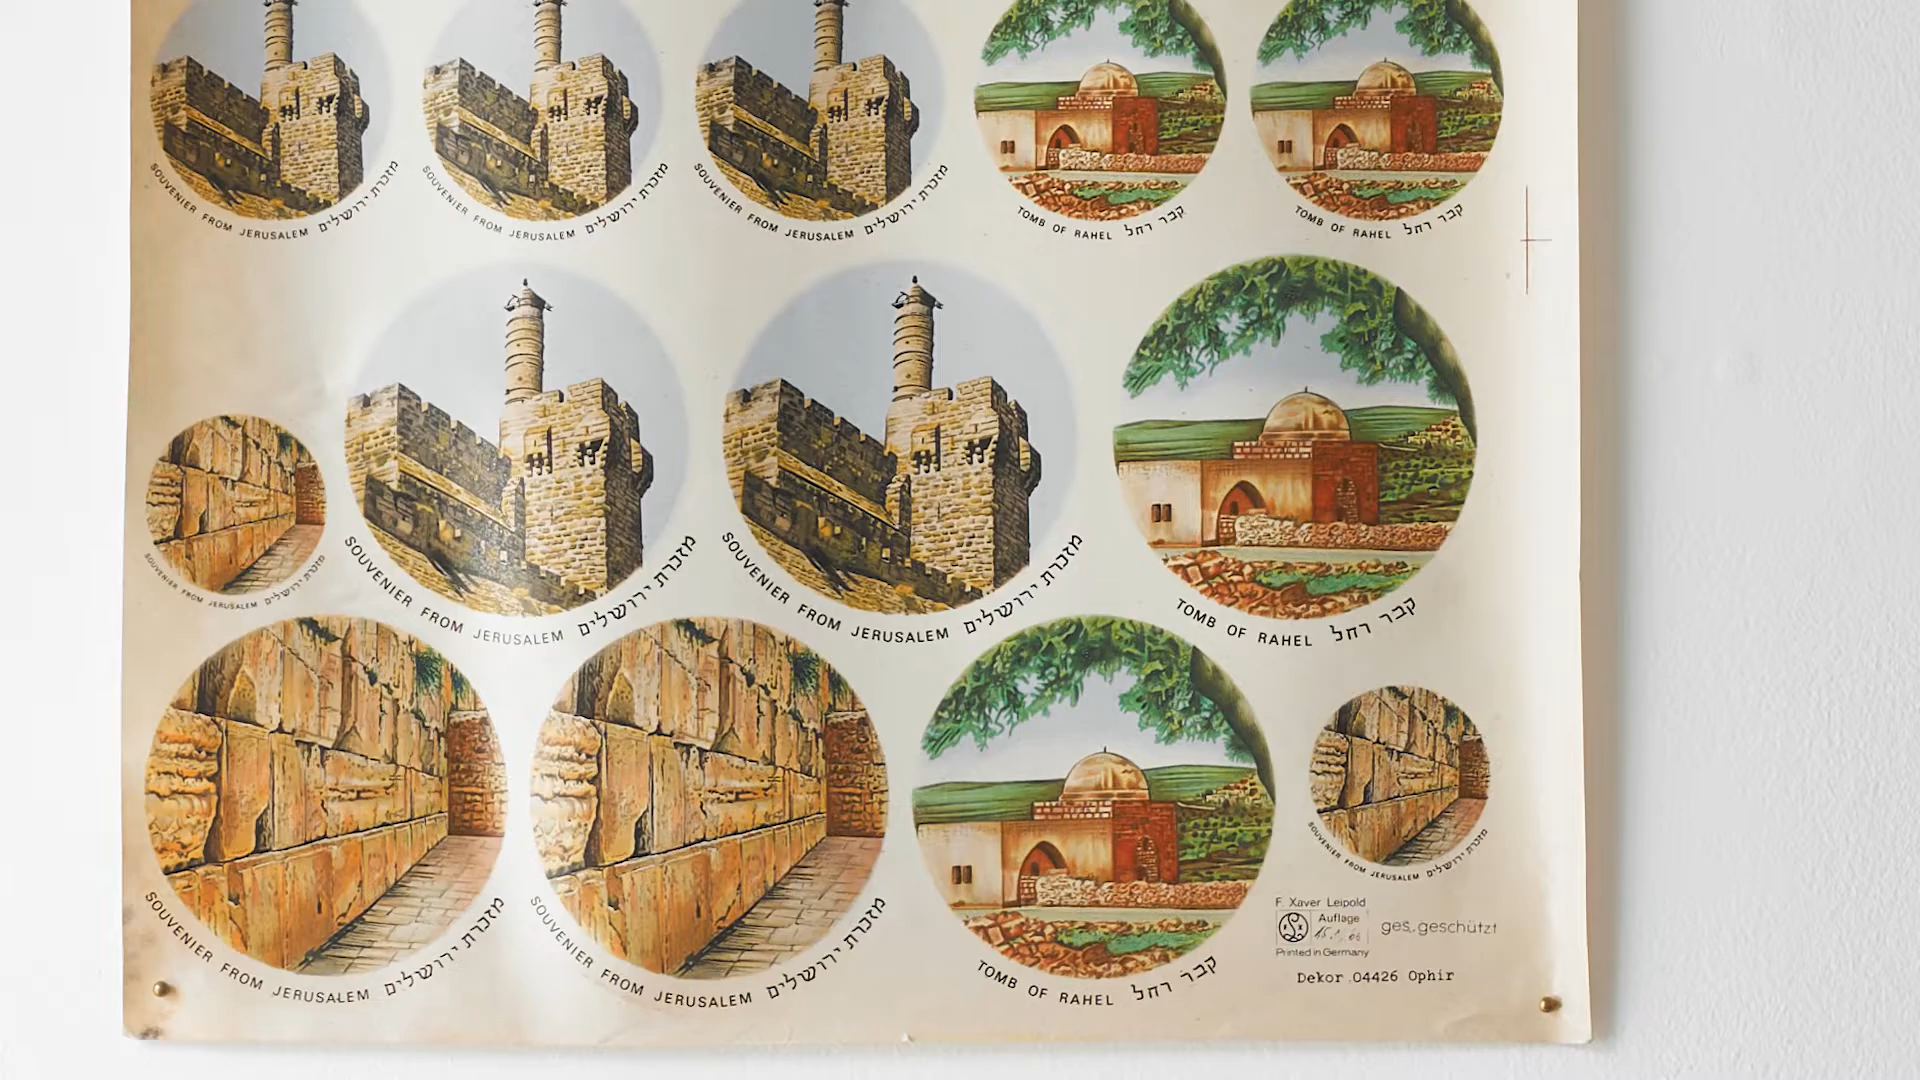 SOUVENIER FROM JERUSALEM מזכרת ירושלים
SOUVENIER FROM JERUSALEM מזכרת ירושלים
SOUVENIER FROM JERUSALEM מזכרת ירושלים
TOMB OF RAHEL קבר רחל
TOMB OF RAHEL קבר רחל
SOUVENIER FROM JERUSALEM מזכרת ירושלים
SOUVENIER FROM JERUSALEM מזכרת ירושלים
SOUVENIER FROM JERUSALEM מזכרת ירושלים
TOMB OF RAHEL קבר רחל
SOUVENIER FROM JERUSALEM מזכרת ירושלים
SOUVENIER FROM JERUSALEM מזכרת ירושלים
TOMB OF RAHEL קבר רחל
SOUVENIER FROM JERUSALEM מזכרת ירושלים
F. Xaver Leipold
Auflage
ges. geschützt
Printed in Germany
Dekor 04426 Ophir